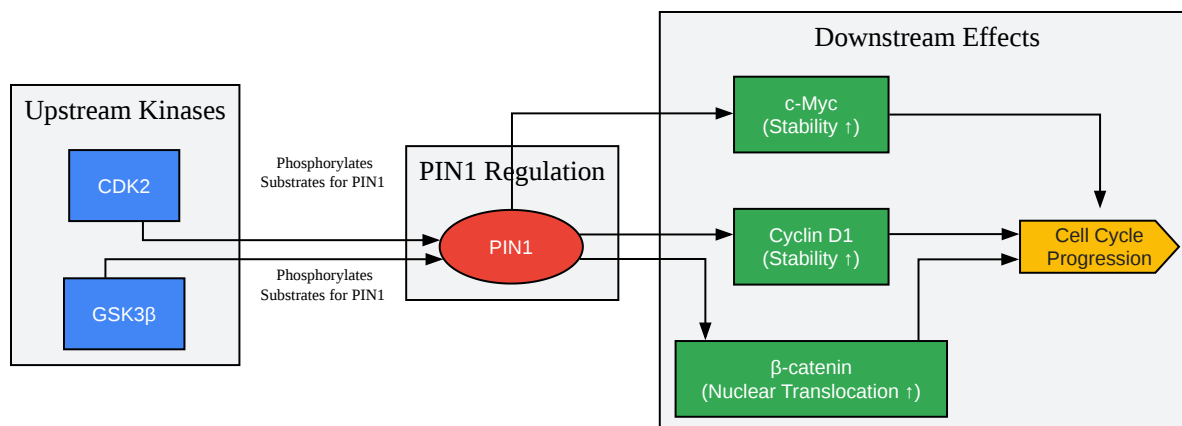 Upstream Kinases
CDK2
GSK3β
Phosphorylates
Substrates for PIN1
Phosphorylates
Substrates for PIN1
PIN1 Regulation
PIN1
Downstream Effects
c-Myc
(Stability ↑)
Cyclin D1
(Stability ↑)
β-catenin
(Nuclear Translocation ↑)
Cell Cycle
Progression